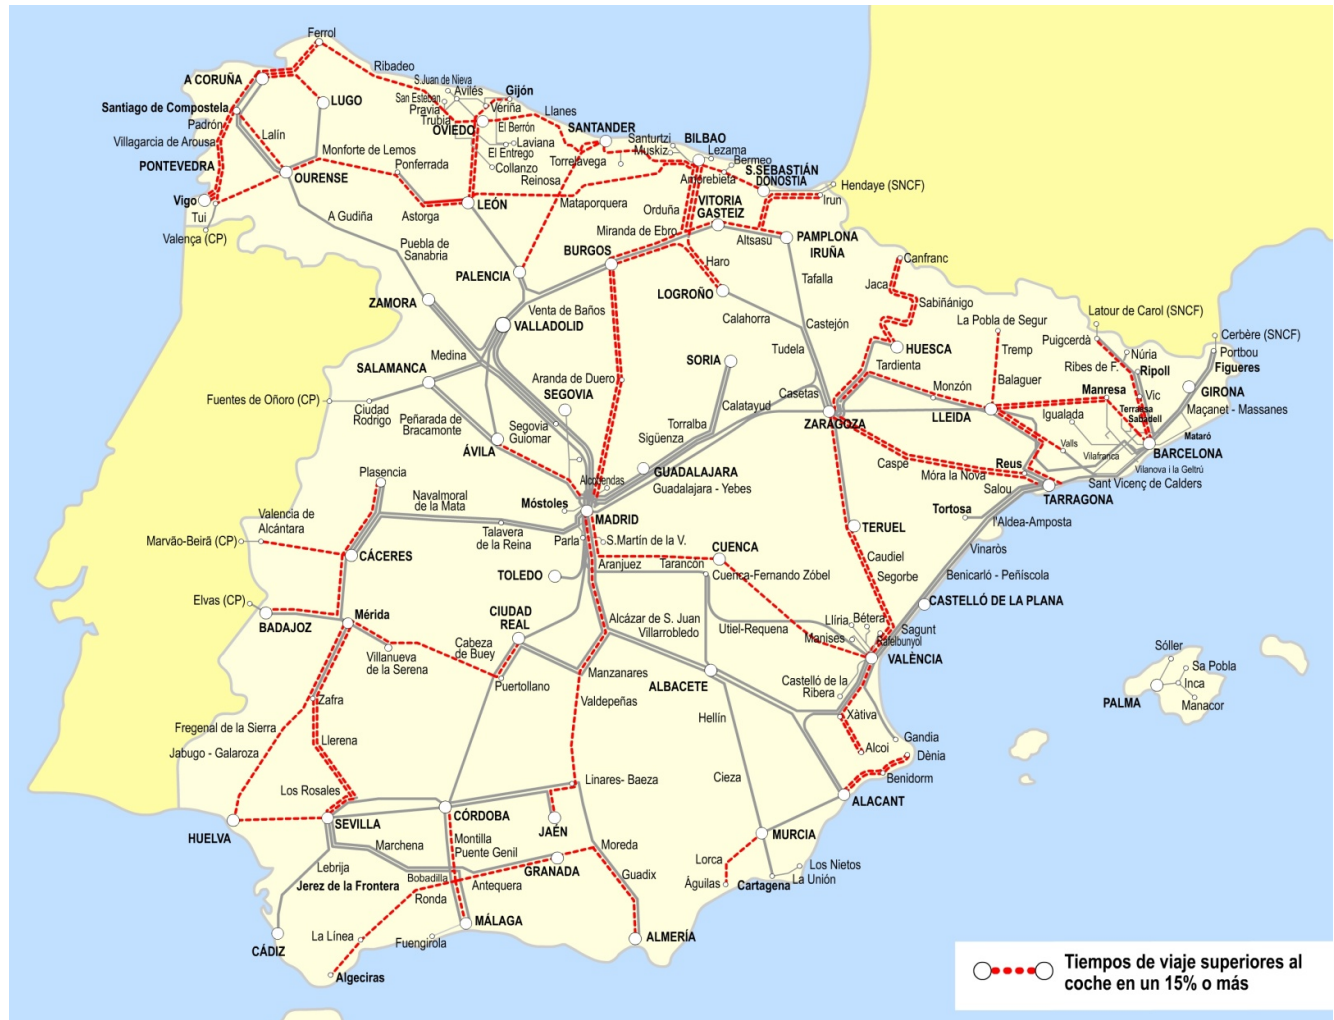 Ferrol
A CORUÑA
Ribadeo
S.Juan de Nieva
Avilés
Gijón
San Esteban
Pravia
Veriña
Trubia
OVIEDO
El Berrón
Llanes
Laviana
El Entrego
Collanzo
LUGO
Santiago de Compostela
Padrón
Villagarcia de Arousa
Lalín
Monforte de Lemos
Ponferrada
PONTEVEDRA
OURENSE
Vigo
Tui
Valença (CP)
A Gudiña
Astorga
LEÓN
Puebla de
Sanabria
SANTANDER
Torrelavega
Reinosa
Mataporquera
Santurtzi
Muskiz
BILBAO
Lezama
Bermeo
Amorebieta
S.SEBASTIÁN
DONOSTIA
Hendaye (SNCF)
Irun
Orduña
VITORIA
GASTEIZ
Miranda de Ebro
Altsasu
PAMPLONA
IRUÑA
BURGOS
PALENCIA
Haro
LOGROÑO
Tafalla
Calahorra
Castejón
Tudela
Casetas
Canfranc
Jaca
Sabiñánigo
HUESCA
Tardienta
ZAMORA
Venta de Baños
VALLADOLID
Medina
SALAMANCA
Fuentes de Oñoro (CP)
Ciudad
Rodrigo
Peñarada de
Bracamonte
ÁVILA
Aranda de Duero
SEGOVIA
Segovia
Guiomar
SORIA
Torralba
Calatayud
Sigüenza
ZARAGOZA
La Pobla de Segur
Tremp
Balaguer
Monzón
LLEIDA
Latour de Carol (SNCF)
Puigcerdà
Núria
Ribes de F.
Ripoll
Vic
Manresa
Terrassa
Sabadell
Igualada
Valls
Vilafranca
Cerbère (SNCF)
Portbou
Figueres
GIRONA
Maçanet - Massanes
Mataró
BARCELONA
Vilanova i la Geltrú
Sant Vicenç de Calders
Reus
TARRAGONA
Caspe
Móra la Nova
Salou
Tortosa
l'Aldea-Amposta
Vinaròs
Benicarló - Peñíscola
CASTELLÓ DE LA PLANA
GUADALAJARA
Guadalajara - Yebes
Alcobendas
Móstoles
MADRID
Parla
S.Martín de la V.
Plasencia
Navalmoral
de la Mata
Talavera
de la Reina
Valencia de
Alcántara
Marvão-Beirã (CP)
CÁCERES
TOLEDO
Aranjuez
Tarancón
CUENCA
Cuenca-Fernando Zóbel
TERUEL
Caudiel
Segorbe
Elvas (CP)
BADAJOZ
Mérida
Villanueva
de la Serena
Cabeza
de Buey
CIUDAD
REAL
Puertollano
Alcázar de S. Juan
Villarrobledo
Manzanares
Valdepeñas
Utiel-Requena
Llíria
Bétera
Manises
Sagunt
Rafelbunyol
VALÈNCIA
ALBACETE
Castelló de la
Ribera
Xàtiva
Alcoi
Gandia
Dènia
Benidorm
ALACANT
Hellín
Cieza
Zafra
Fregenal de la Sierra
Jabugo - Galaroza
Llerena
Los Rosales
HUELVA
SEVILLA
CÓRDOBA
Linares- Baeza
JAÉN
Montilla
Puente Genil
Marchena
Lebrija
Jerez de la Frontera
Bobadilla
Ronda
Antequera
GRANADA
Moreda
Guadix
MÁLAGA
Fuengirola
La Línea
Algeciras
CÁDIZ
ALMERÍA
MURCIA
Lorca
Águilas
Cartagena
Los Nietos
La Unión
Sóller
Sa Pobla
Inca
PALMA
Manacor
Tiempos de viaje superiores al
coche en un 15% o más